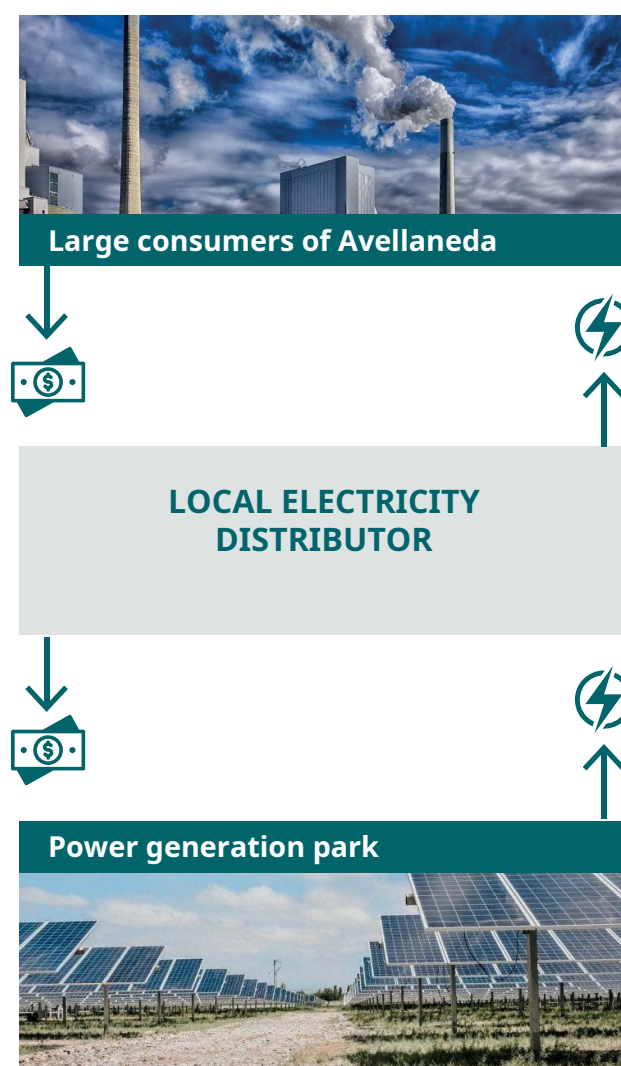 Large consumers of Avellaneda
LOCAL ELECTRICITY
DISTRIBUTOR
Power generation park